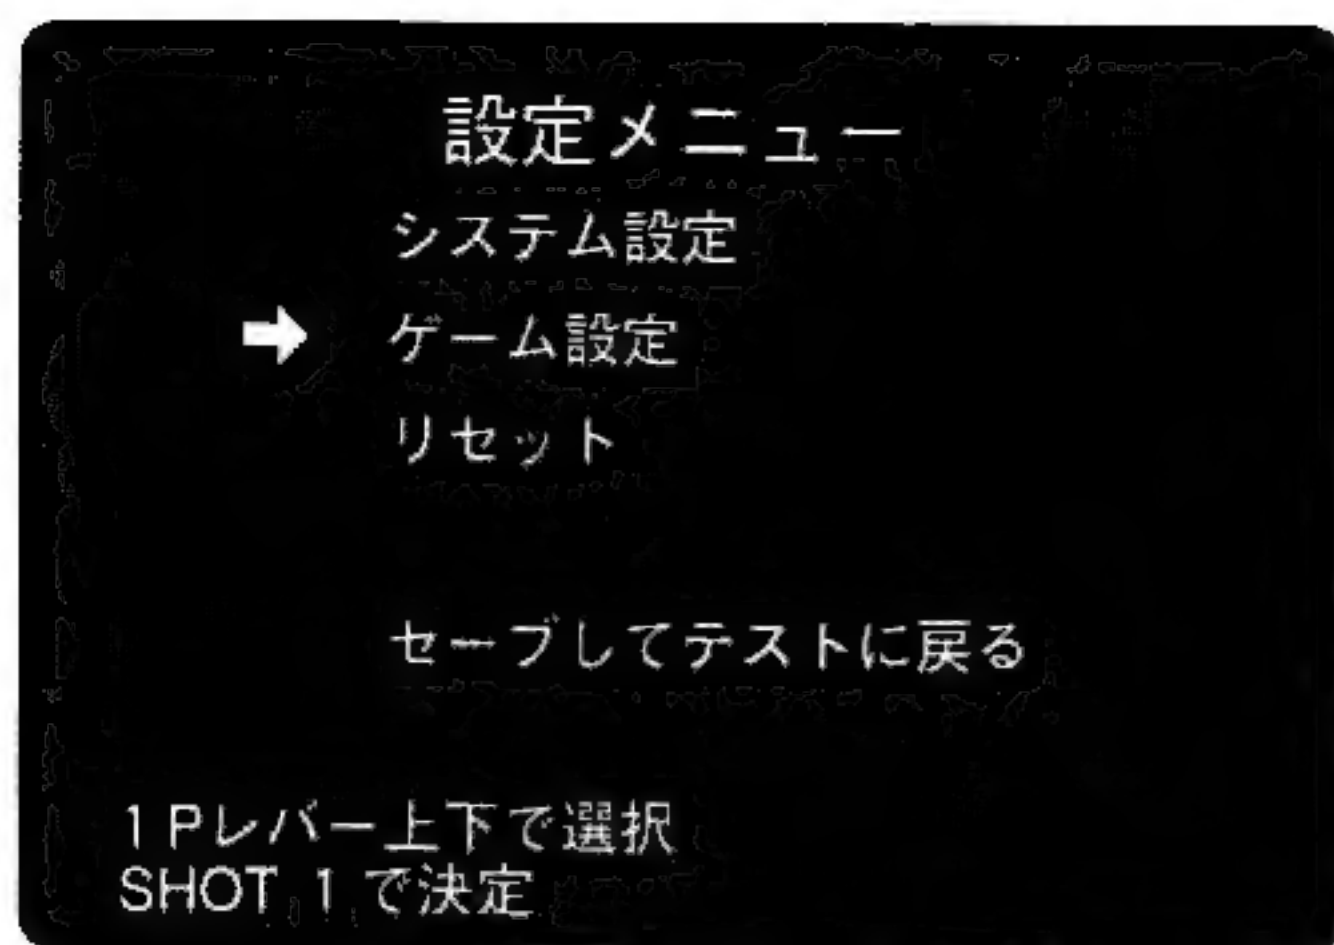 設定メニュー
システム設定
ゲーム設定
リセット
セーブしてテストに戻る
1Pレバー上下で選択
SHOT 1で決定